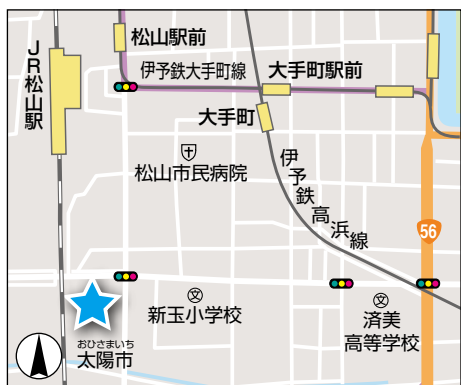 JR松山駅
松山駅前
伊予鉄大手町線
大手町駅前
大手町
松山市民病院
伊予鉄高浜線
56
文
新玉小学校
文
済美
高等学校
おひさまいち
太陽市